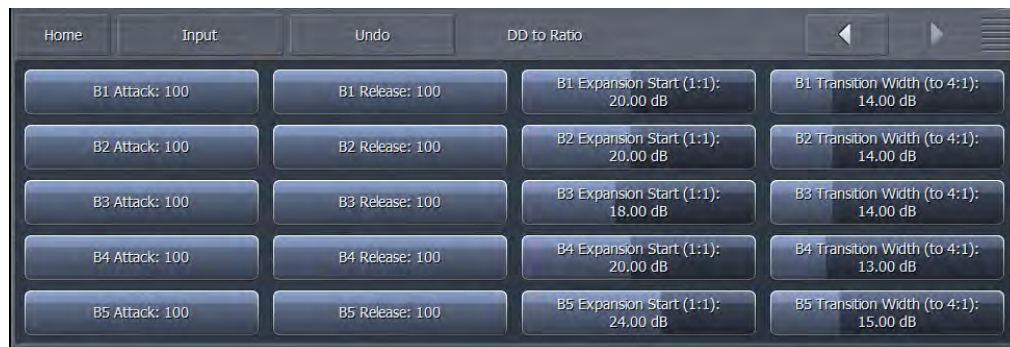 Home Input Undo DD to Ratio
B1 Attack: 100 B1 Release: 100 B1 Expansion Start (1:1): 20.00 dB B1 Transition Width (to 4:1): 14.00 dB
B2 Attack: 100 B2 Release: 100 B2 Expansion Start (1:1): 20.00 dB B2 Transition Width (to 4:1): 14.00 dB
B3 Attack: 100 B3 Release: 100 B3 Expansion Start (1:1): 18.00 dB B3 Transition Width (to 4:1): 14.00 dB
B4 Attack: 100 B4 Release: 100 B4 Expansion Start (1:1): 20.00 dB B4 Transition Width (to 4:1): 13.00 dB
B5 Attack: 100 B5 Release: 100 B5 Expansion Start (1:1): 24.00 dB B5 Transition Width (to 4:1): 15.00 dB